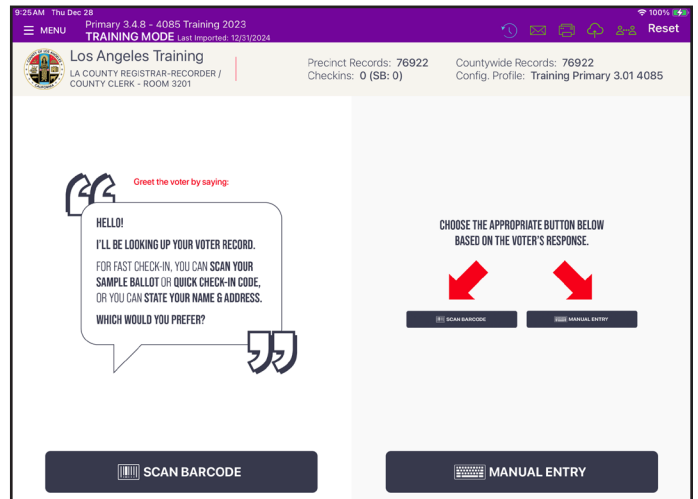 9:25AM Thu Dec 28
100%
MENU
Primary 3.4.8 - 4085 Training 2023
TRAINING MODE Last Imported: 12/31/2024
Reset
Los Angeles Training
LA COUNTY REGISTRAR-RECORDER /
COUNTY CLERK - ROOM 3201
Precinct Records: 76922
Checkins: 0 (SB: 0)
Countywide Records: 76922
Config. Profile: Training Primary 3.01 4085
Greet the voter by saying:
HELLO!
I'LL BE LOOKING UP YOUR VOTER RECORD.
FOR FAST CHECK-IN, YOU CAN SCAN YOUR
SAMPLE BALLOT OR QUICK CHECK-IN CODE,
OR YOU CAN STATE YOUR NAME & ADDRESS.
WHICH WOULD YOU PREFER?
CHOOSE THE APPROPRIATE BUTTON BELOW
BASED ON THE VOTER'S RESPONSE.
SCAN BARCODE
MANUAL ENTRY
SCAN BARCODE
MANUAL ENTRY